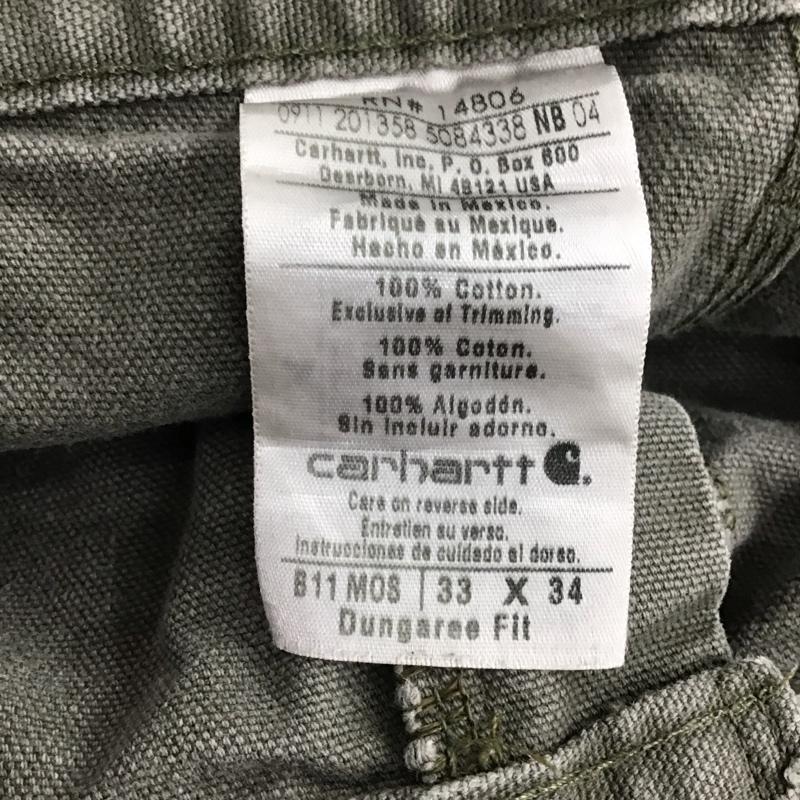 RN# 14806
0911 201358 5084338 NB 04
Carhartt, Inc. P. O. Box 600
Dearborn, MI 48121 USA
Made in Mexico.
Fabriqué au Mexique.
Hecho en México.
100% Cotton.
Exclusive of Trimming.
100% Coton.
Sans garniture.
100% Algodón.
Sin incluir adorno.
carhartt
Care on reverse side.
Entretien au verso.
Instrucciones de cuidado al dorso.
B11 MOS | 33 X 34
Dungaree Fit